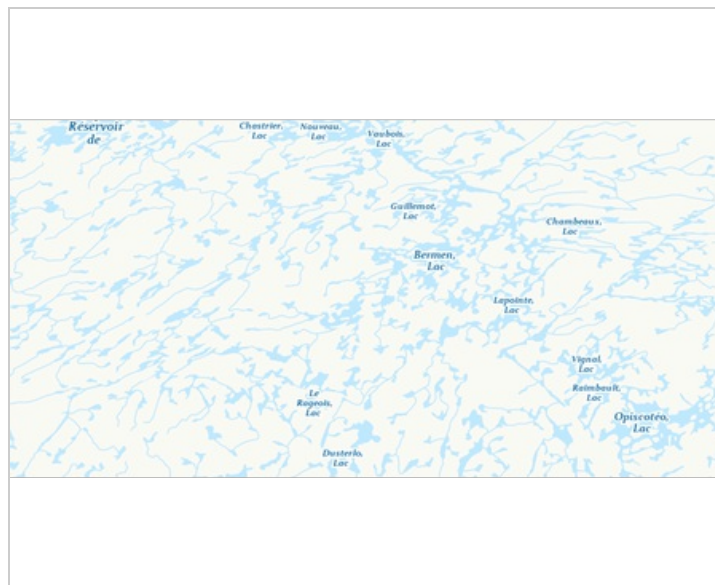 Réservoir
de
Chastrier,
Lac
Nouveau,
Lac
Vaubois,
Lac
Guillemot,
Lac
Chambeaux,
Lac
Bermen,
Lac
Lapointe,
Lac
Vignal,
Lac
Raimbault,
Lac
Le
Rageois,
Lac
Opiscotéo,
Lac
Dusterlo,
Lac